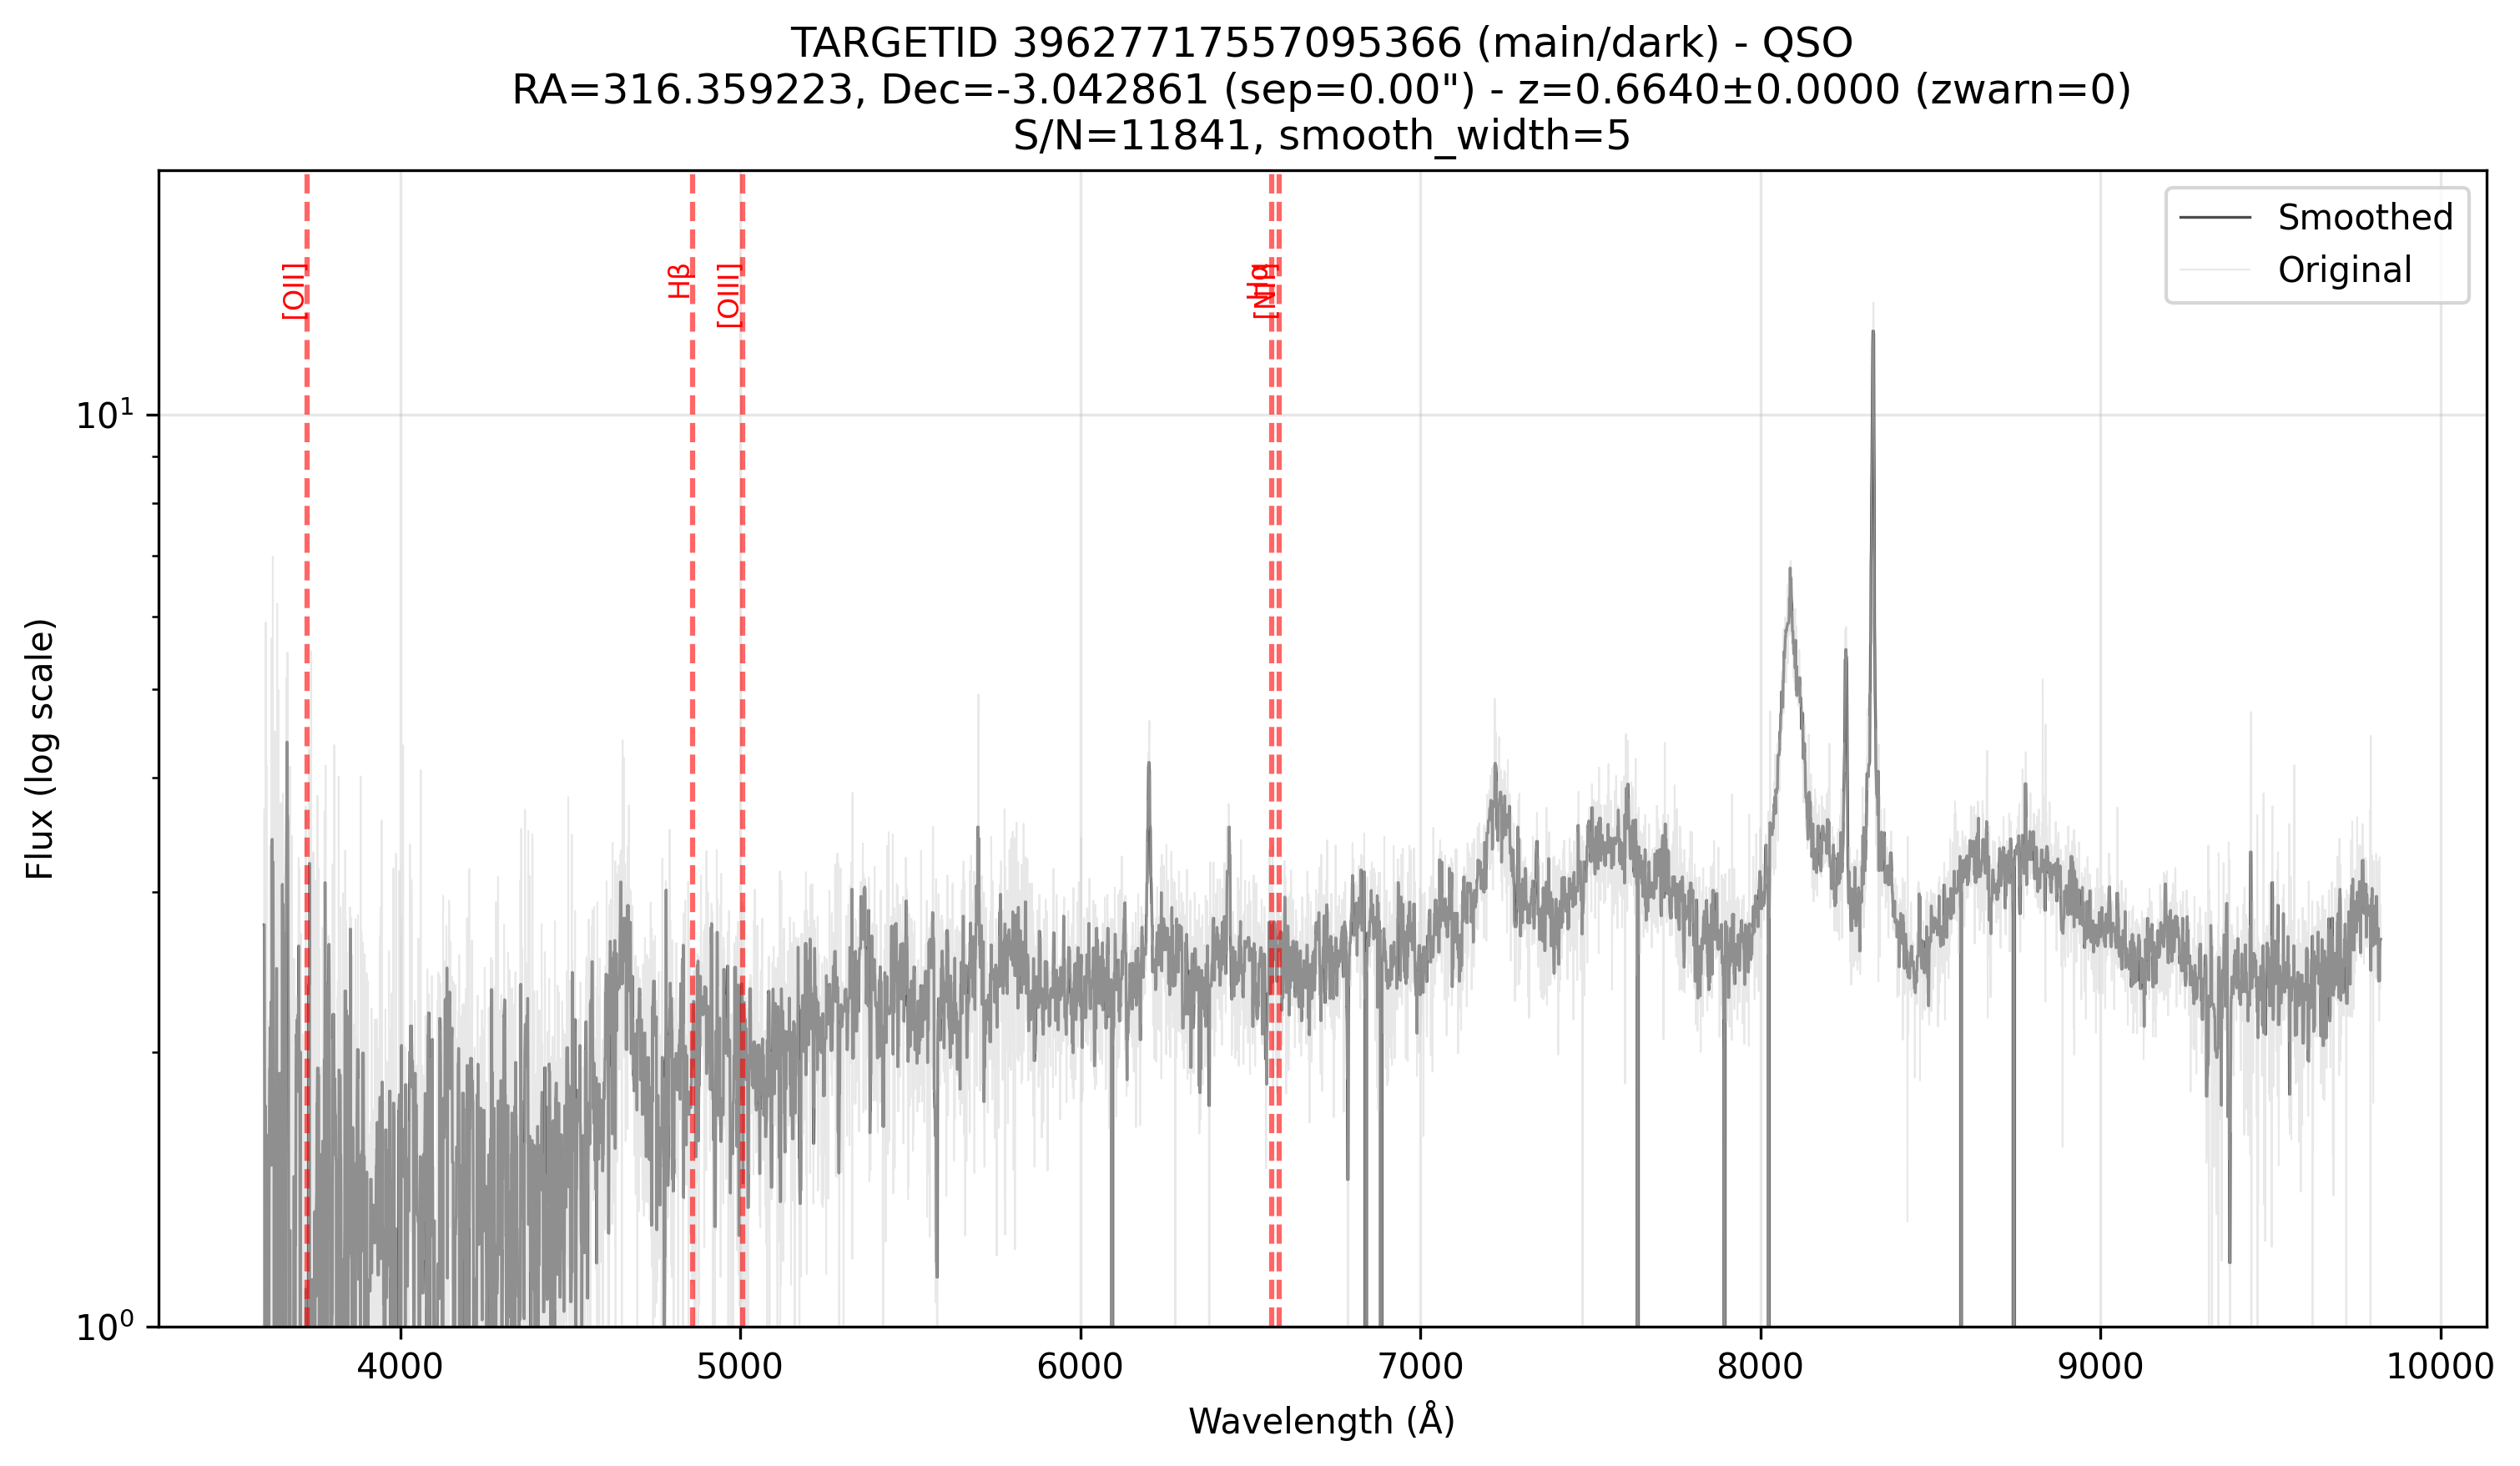 TARGETID 39627717557095366 (main/dark) - QSO
RA=316.359223, Dec=-3.042861 (sep=0.00") - z=0.6640±0.0000 (zwarn=0)
S/N=11841, smooth_width=5
Smoothed
Original
[OII]
Hβ
[OIII]
Hα
[NII]
10¹
10⁰
Flux (log scale)
4000 5000 6000 7000 8000 9000 10000
Wavelength (Å)